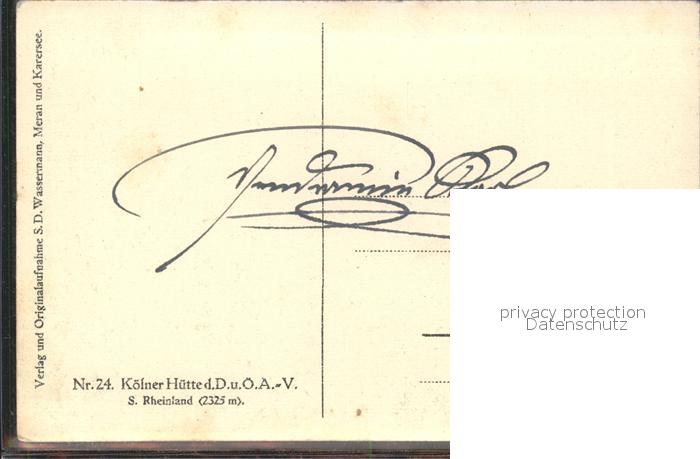 Verlag und Originalaufnahme S. D. Wassermann, Meran und Karersee.
Nr. 24. Kölner Hütte d. D. u. Ö. A.-V.
S. Rheinland (2325 m).
privacy protection
Datenschutz